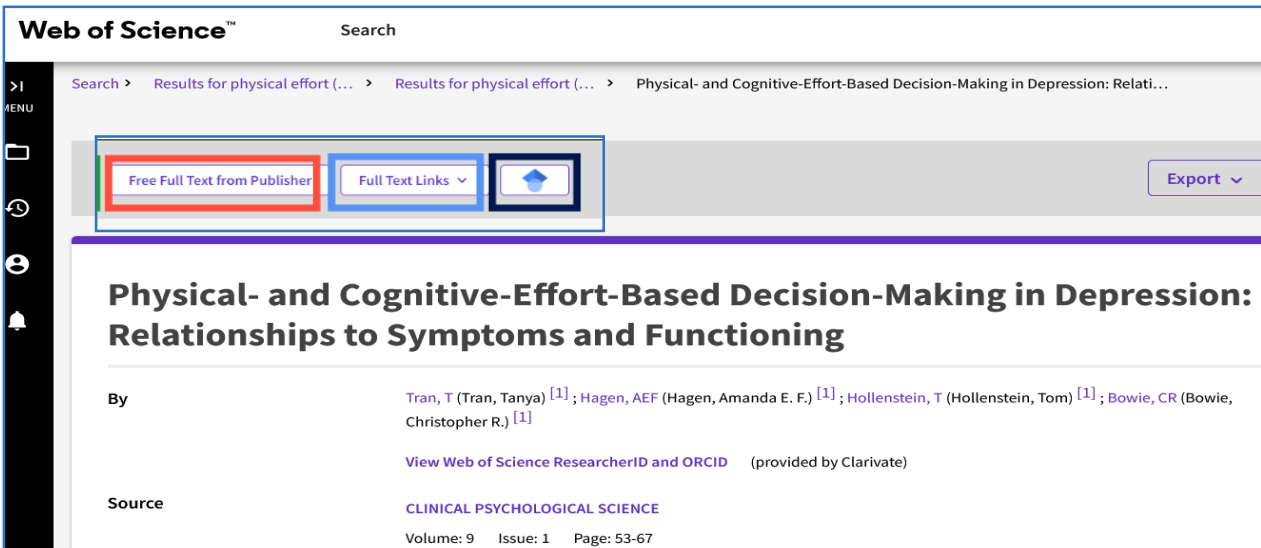 Web of Science™ Search
Search > Results for physical effort (... > Results for physical effort (... > Physical- and Cognitive-Effort-Based Decision-Making in Depression: Relati...
MENU
Free Full Text from Publisher Full Text Links Export
Physical- and Cognitive-Effort-Based Decision-Making in Depression:
Relationships to Symptoms and Functioning
By Tran, T (Tran, Tanya) [1] ; Hagen, AEF (Hagen, Amanda E. F.) [1] ; Hollenstein, T (Hollenstein, Tom) [1] ; Bowie, CR (Bowie,
Christopher R.) [1]
View Web of Science ResearcherID and ORCID (provided by Clarivate)
Source CLINICAL PSYCHOLOGICAL SCIENCE
Volume: 9 Issue: 1 Page: 53-67